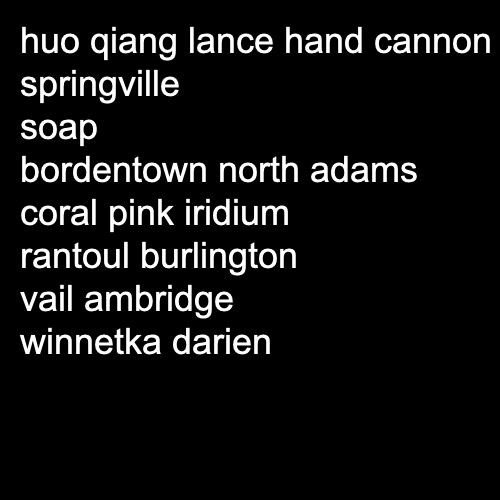 huo qiang lance hand cannon
springville
soap
bordentown north adams
coral pink iridium
rantoul burlington
vail ambridge
winnetka darien